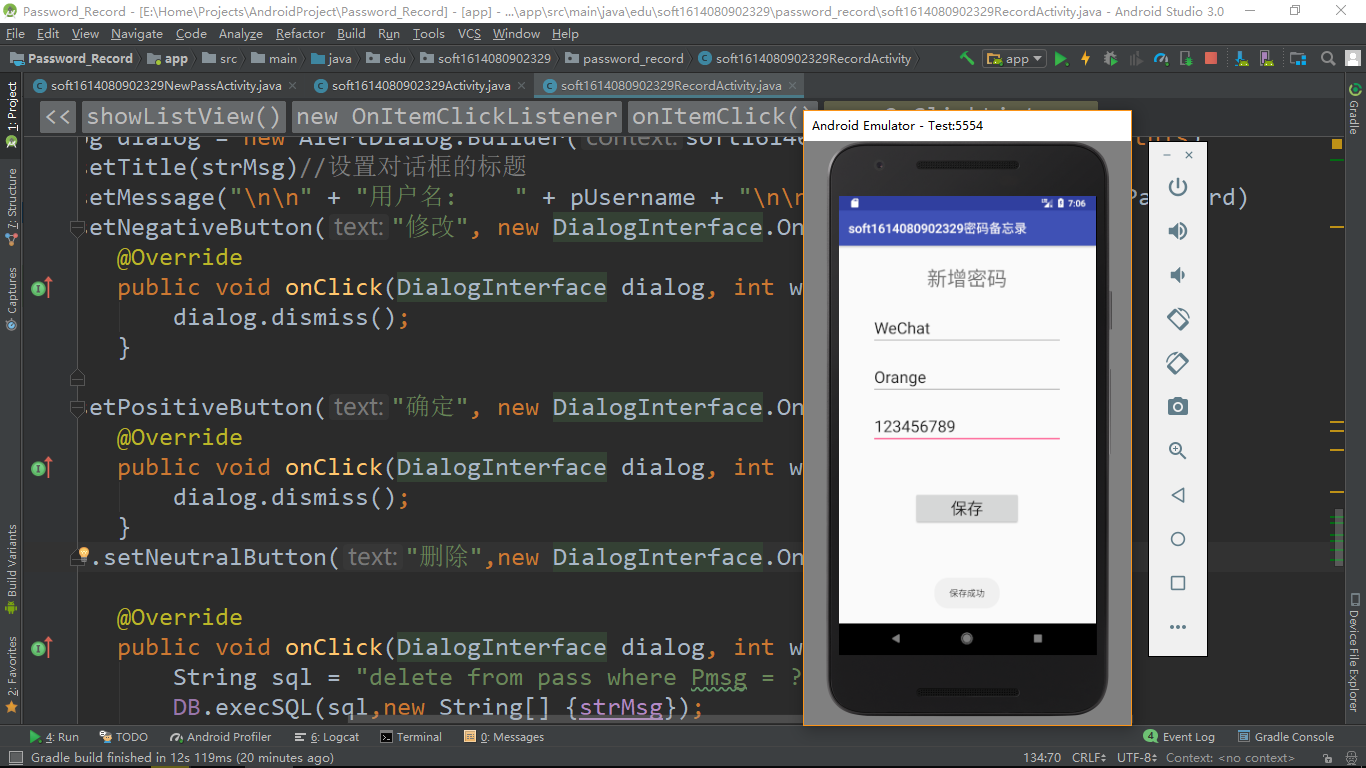 Password_Record - [E:\Home\Projects\AndroidProject\Password_Record] - [app] - ...\app\src\main\java\edu\soft1614080902329\password_record\soft1614080902329RecordActivity.java - Android Studio 3.0
File Edit View Navigate Code Analyze Refactor Build Run Tools VCS Window Help
Password_Record app src main java edu soft1614080902329 password_record soft1614080902329RecordActivity app
soft1614080902329NewPassActivity.java soft1614080902329Activity.java soft1614080902329RecordActivity.java
<< showListView() new OnItemClickListener onItemClick()
g dialog = new AlertDialog.Builder( context: soft16140
.etTitle(strMsg)//设置对话框的标题
.etMessage("\n\n" + "用户名: " + pUsername + "\n\n
rd)
.etNegativeButton( text: "修改", new DialogInterface.On
@Override
public void onClick(DialogInterface dialog, int w
dialog.dismiss();
}
.etPositiveButton( text: "确定", new DialogInterface.On
@Override
public void onClick(DialogInterface dialog, int w
dialog.dismiss();
}
.setNeutralButton( text: "删除",new DialogInterface.On
@Override
public void onClick(DialogInterface dialog, int w
String sql = "delete from pass where Pmsg = ?
DB.execSQL(sql,new String[] {strMsg});
Android Emulator - Test:5554
7:06
soft1614080902329密码备忘录
新增密码
WeChat
Orange
123456789
保存
保存成功
1: Project
7: Structure
Captures
Build Variants
2: Favorites
Gradle
Device File Explorer
4: Run TODO Android Profiler 6: Logcat Terminal 0: Messages 4 Event Log Gradle Console
Gradle build finished in 12s 119ms (20 minutes ago) 134:70 CRLF UTF-8 Context: <no context>